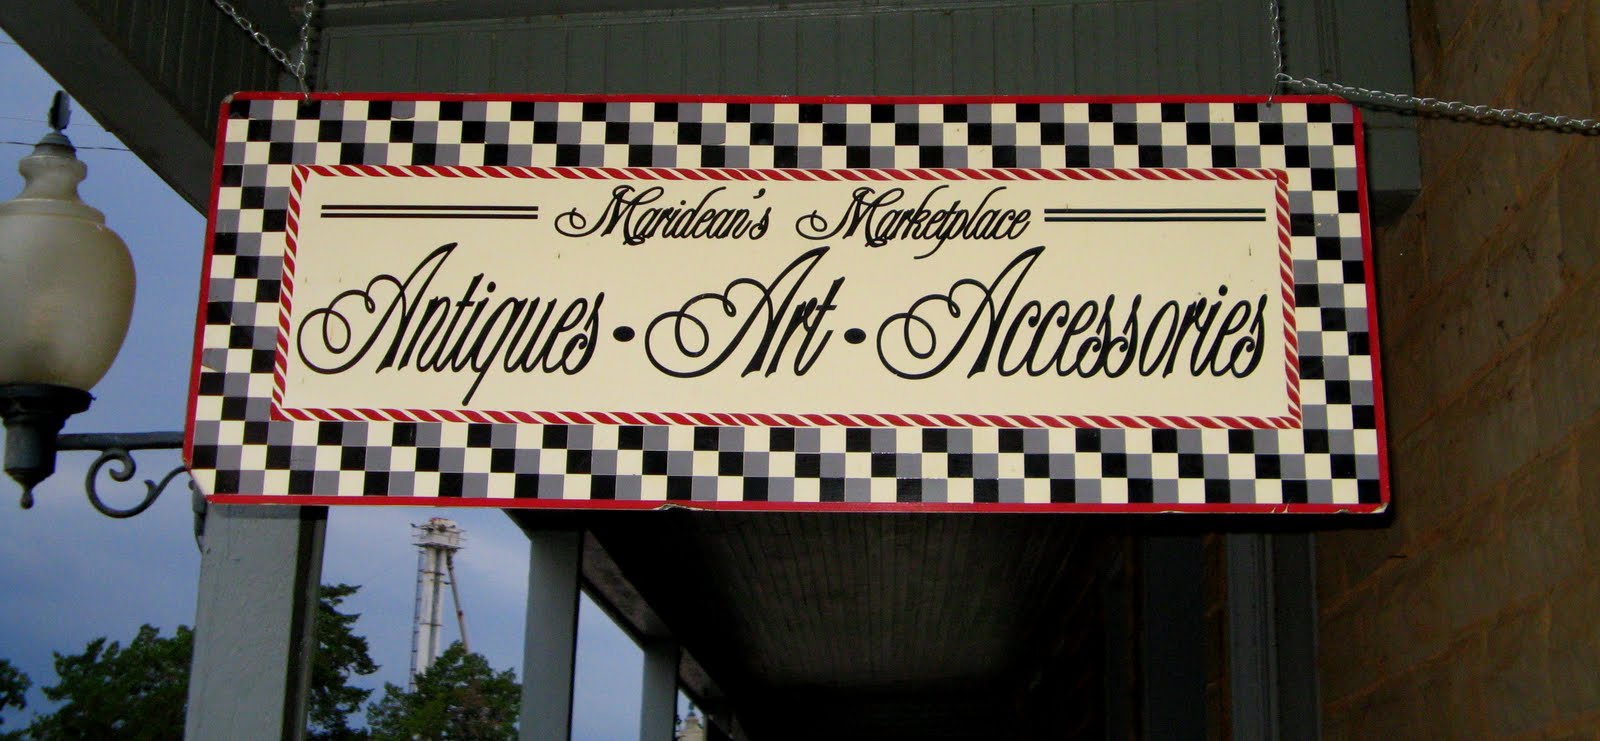 Maridean's Marketplace
Antiques • Art • Accessories